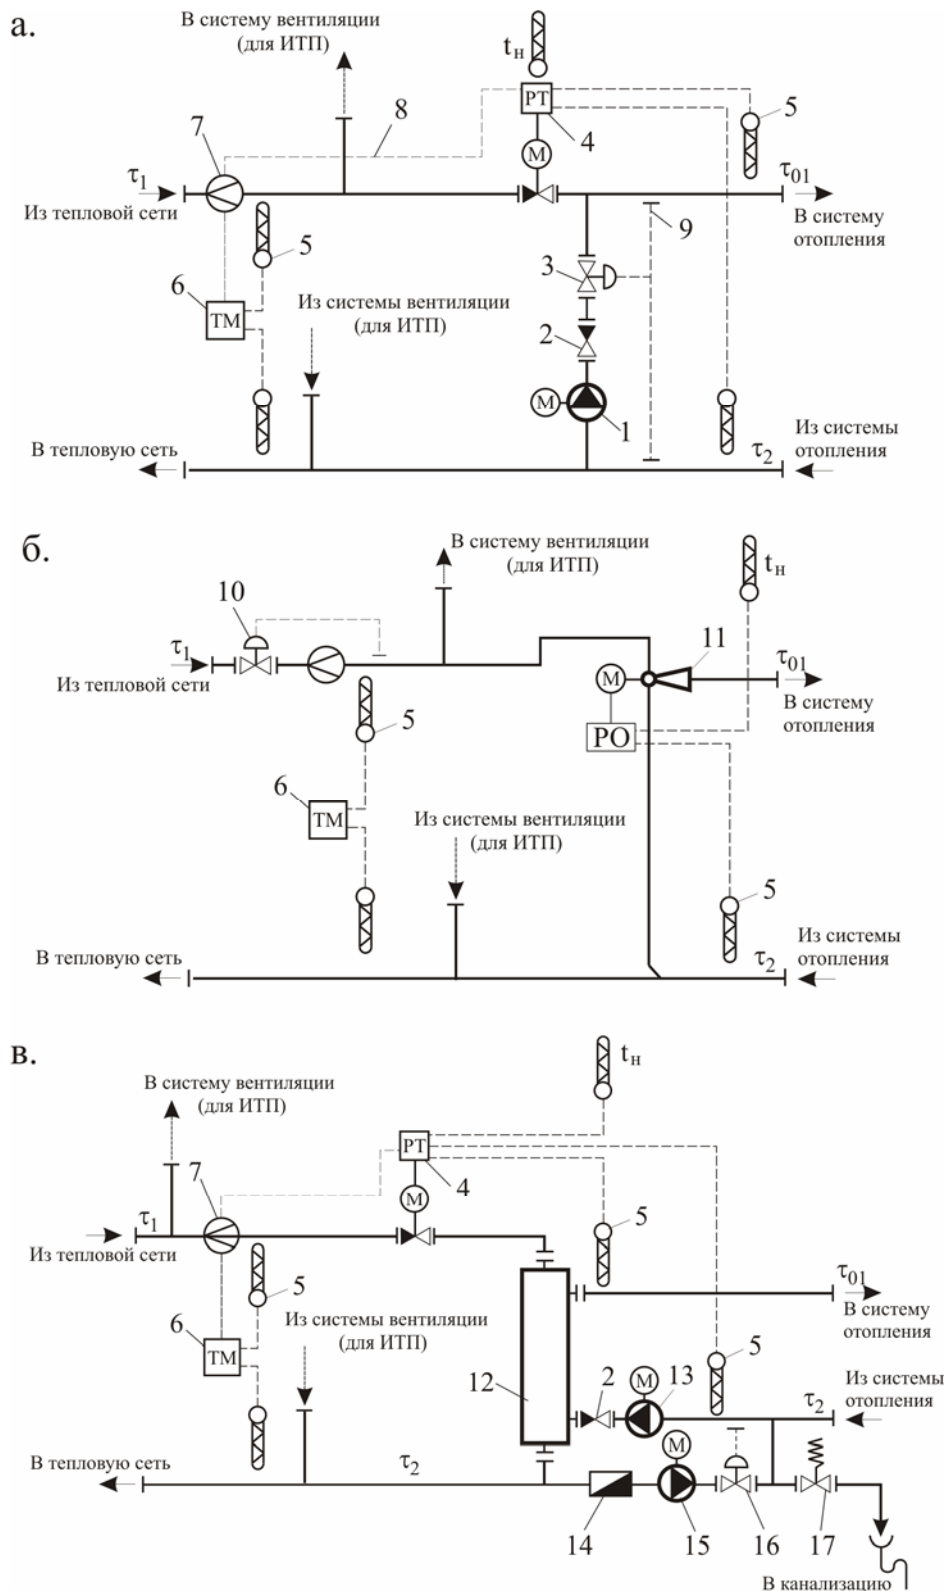 а.
В систему вентиляции
(для ИТП)
tн
РТ
5
8
4
7
М
τ1
τ01
Из тепловой сети
В систему
отопления
5
9
3
6
Из системы вентиляции
(для ИТП)
ТМ
2
М
1
В тепловую сеть
τ2
Из системы
отопления
б.
В систему вентиляции
(для ИТП)
tн
10
11
τ1
τ01
М
Из тепловой сети
В систему
отопления
5
РО
6
ТМ
Из системы вентиляции
(для ИТП)
5
В тепловую сеть
τ2
Из системы
отопления
в.
tн
В систему вентиляции
(для ИТП)
РТ
7
4
М
5
τ1
Из тепловой сети
τ01
5
В систему
отопления
6
Из системы вентиляции
(для ИТП)
ТМ
5
12
2
М
13
Из системы
отопления
τ2
В тепловую сеть
τ2
М
14
15
16
17
В канализацию